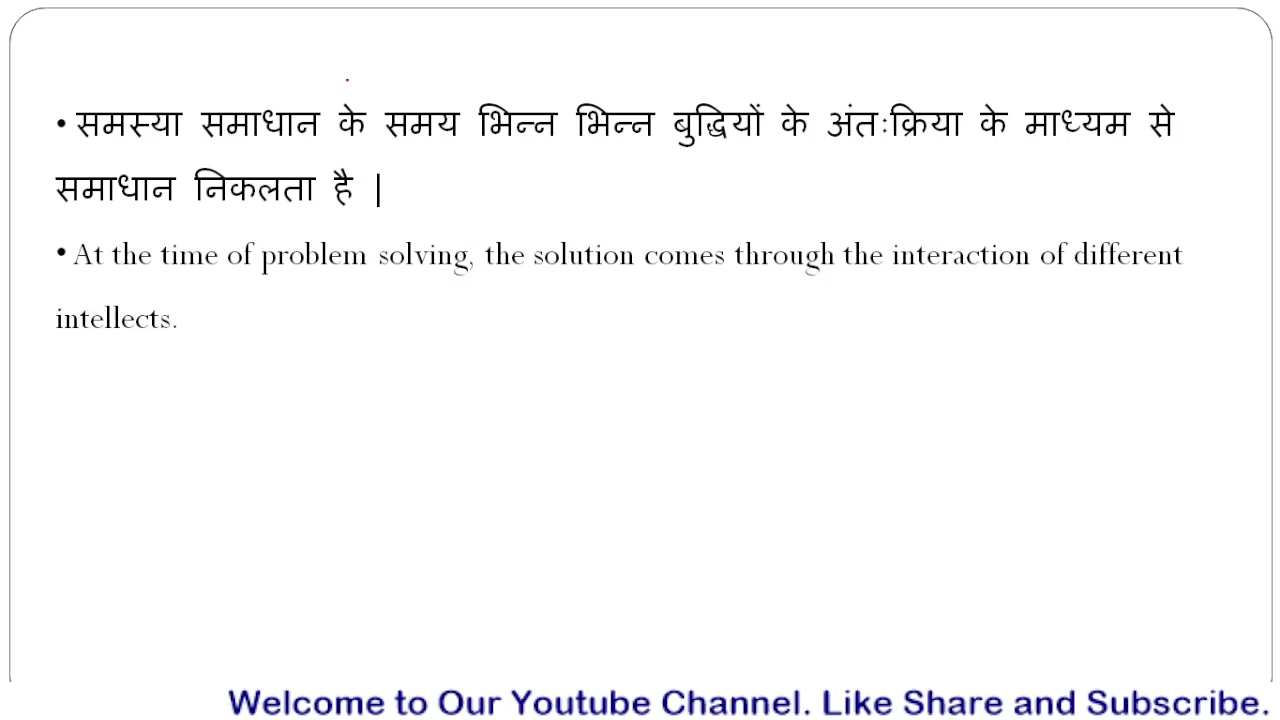 • समस्या समाधान के समय भिन्न भिन्न बुद्धियों के अंतःक्रिया के माध्यम से
समाधान निकलता है |
• At the time of problem solving, the solution comes through the interaction of different
intellects.
Welcome to Our Youtube Channel. Like Share and Subscribe.